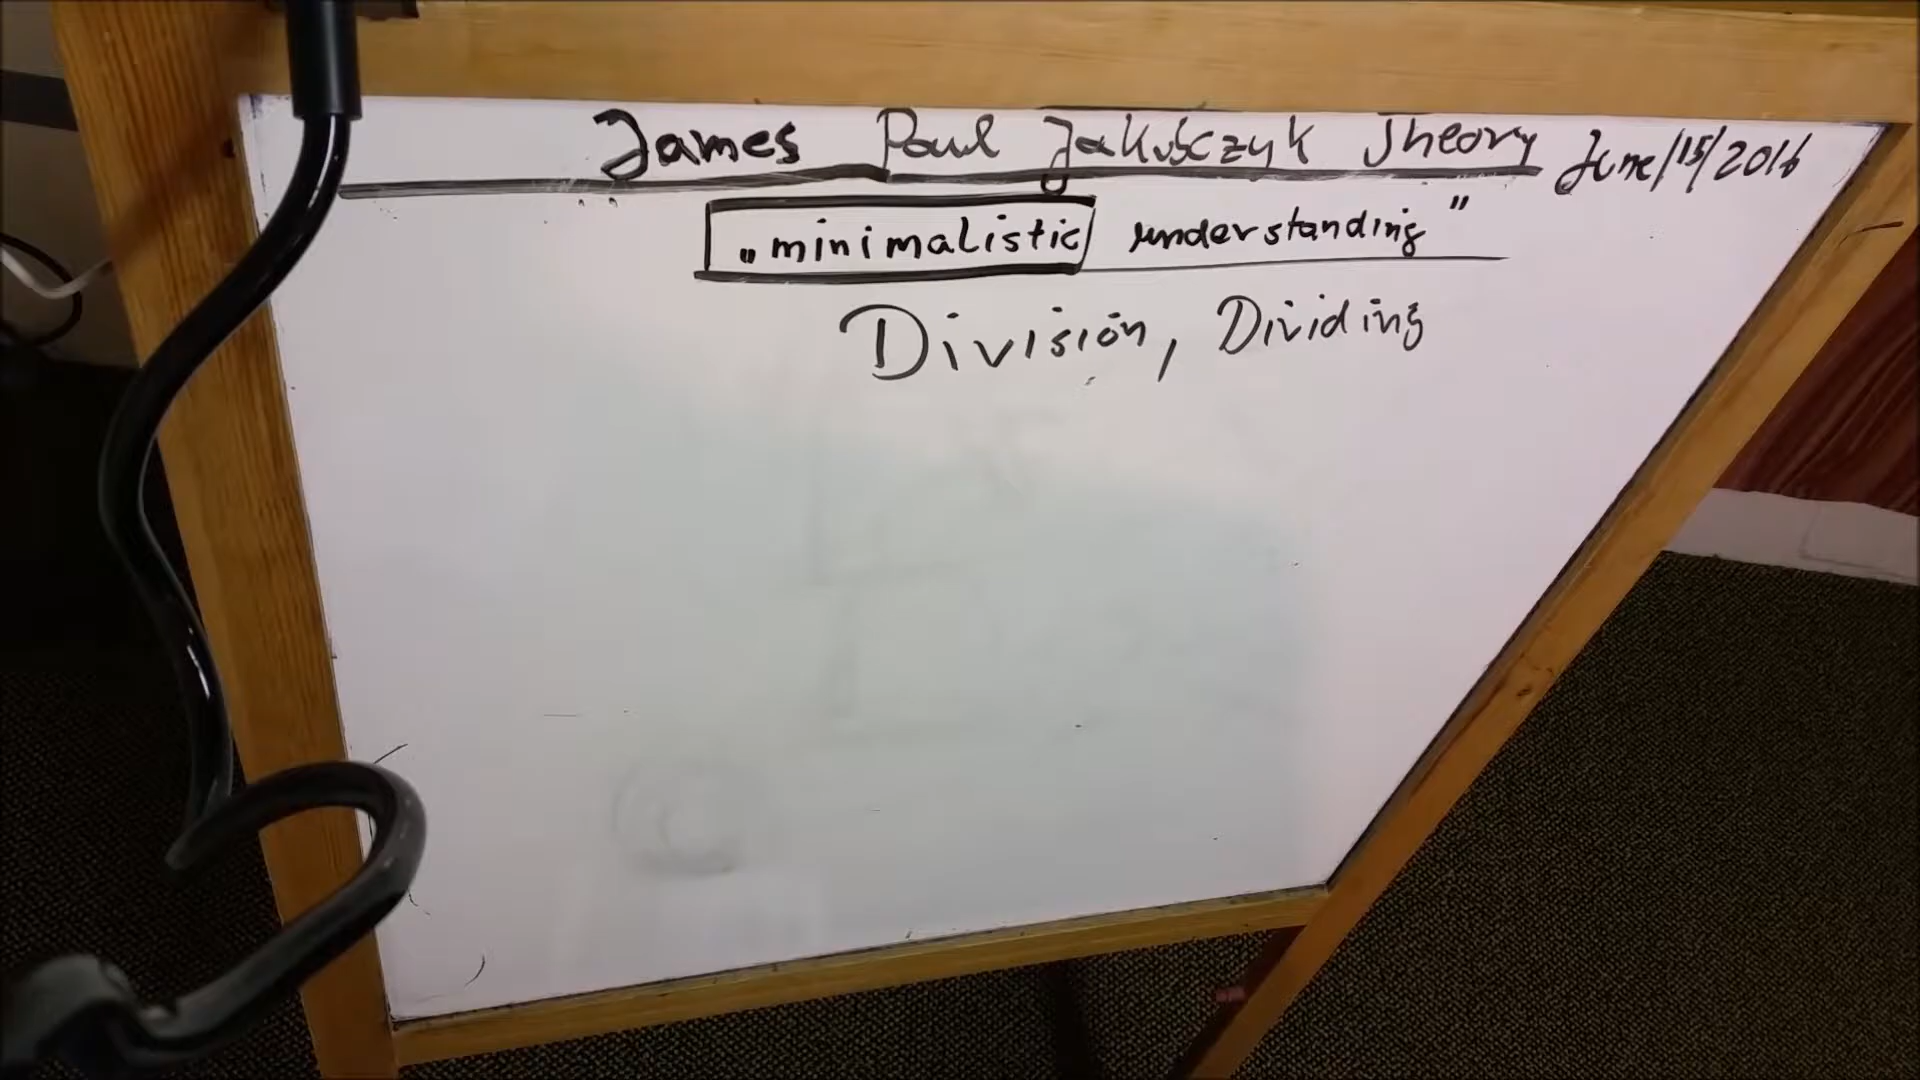 James Paul Jakubczyk Theory June/15/2016
„minimalistic understanding"
Division, Dividing